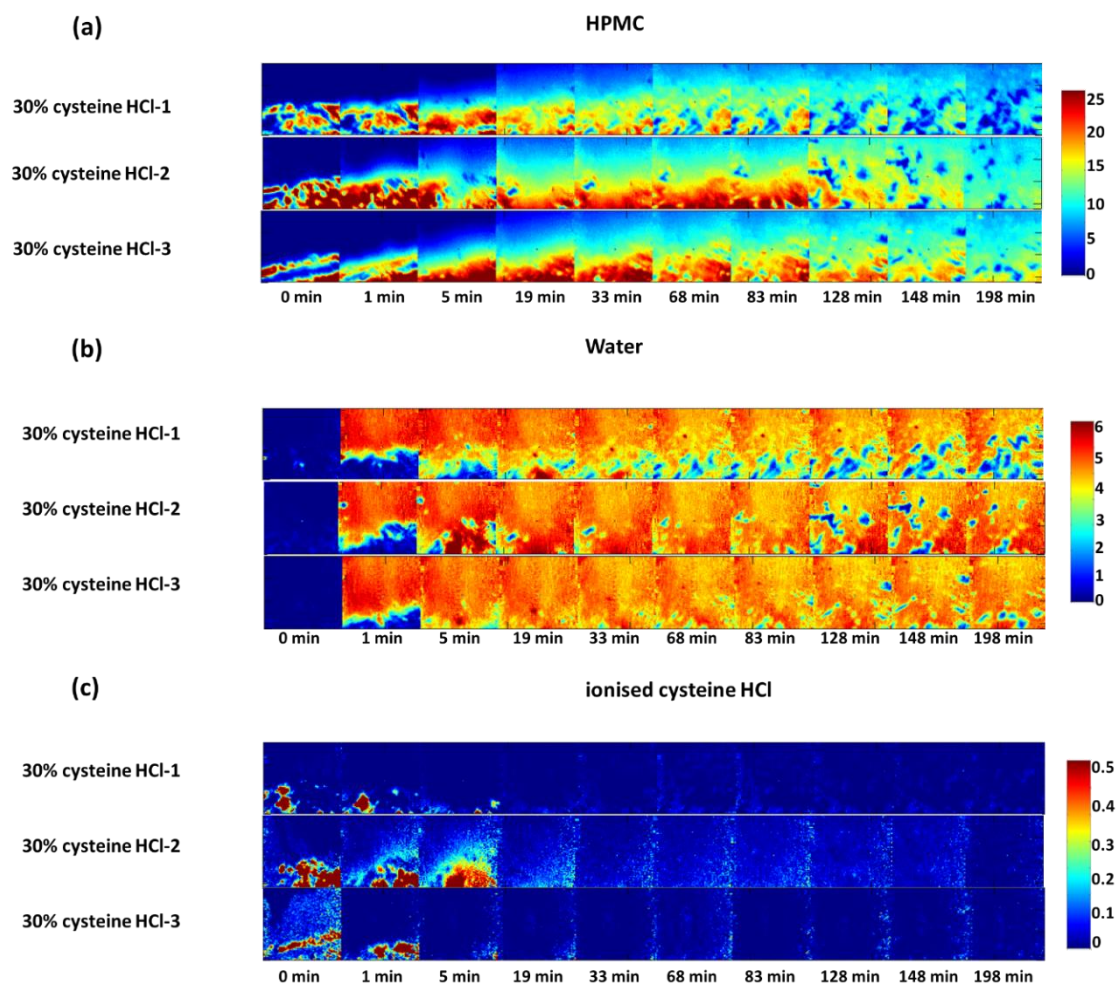 (a)
HPMC
30% cysteine HCl-1
30% cysteine HCl-2
30% cysteine HCl-3
25
20
15
10
5
0
0 min 1 min 5 min 19 min 33 min 68 min 83 min 128 min 148 min 198 min
(b)
Water
30% cysteine HCl-1
30% cysteine HCl-2
30% cysteine HCl-3
6
5
4
3
2
1
0
0 min 1 min 5 min 19 min 33 min 68 min 83 min 128 min 148 min 198 min
(c)
ionised cysteine HCl
30% cysteine HCl-1
30% cysteine HCl-2
30% cysteine HCl-3
0.5
0.4
0.3
0.2
0.1
0
0 min 1 min 5 min 19 min 33 min 68 min 83 min 128 min 148 min 198 min